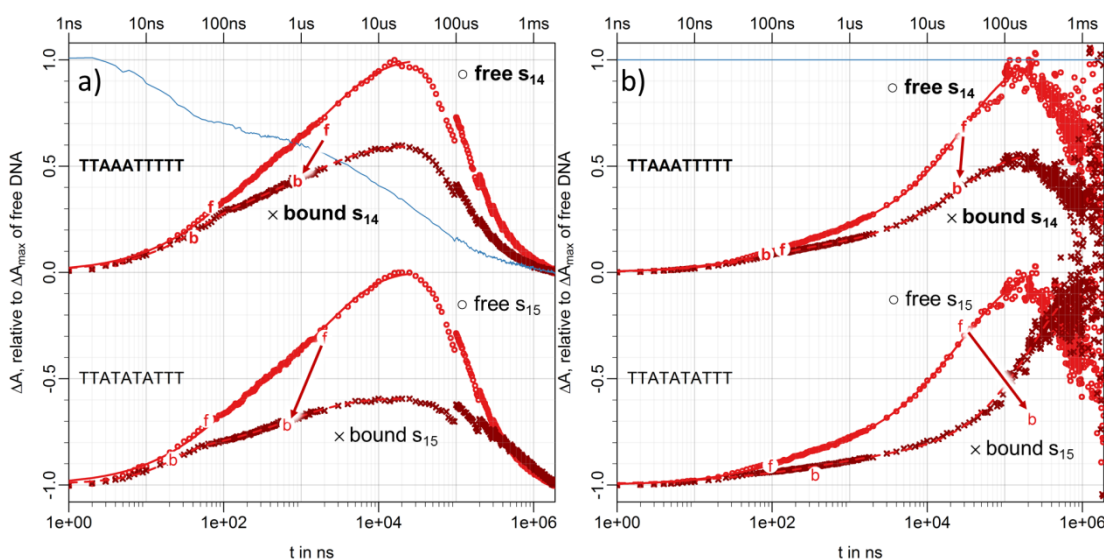 1ns 10ns 100ns 1us 10us 100us 1ms
1ns 10ns 100ns 1us 10us 100us 1ms
ΔA, relative to ΔAmax of free DNA
1.0
0.5
0.0
-0.5
-1.0
a)
○ free s14
f
TTAAATTTTT
f
b
b
× bound s14
○ free s15
f
TTATATATTT
f
b
b
× bound s15
1e+00 1e+02 1e+04 1e+06
t in ns
ΔA, relative to ΔAmax of free DNA
1.0
0.5
0.0
-0.5
-1.0
b)
○ free s14
f
TTAAATTTTT
b
b f
× bound s14
○ free s15
f
TTATATATTT
b
f
b
× bound s15
1e+00 1e+02 1e+04 1e+06
t in ns